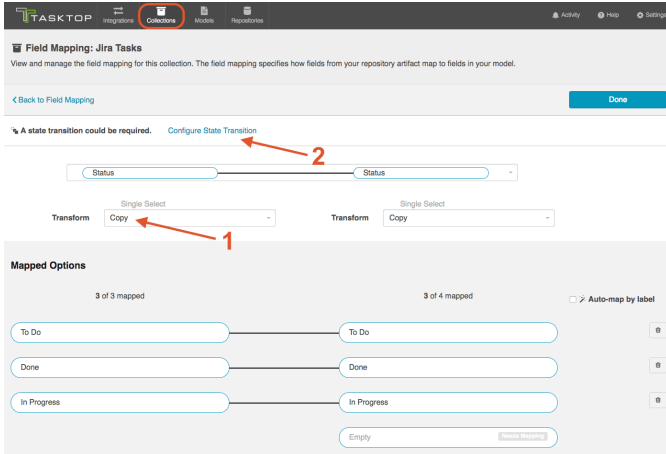 TASKTOP
Integrations
Collections
Models
Repositories
Activity
Help
Settings
Field Mapping: Jira Tasks
View and manage the field mapping for this collection. The field mapping specifies how fields from your repository artifact map to fields in your model.
Back to Field Mapping
Done
A state transition could be required. Configure State Transition
2
Status Status
Single Select Single Select
Transform Copy Transform Copy
1
Mapped Options
3 of 3 mapped 3 of 4 mapped Auto-map by label
To Do To Do
Done Done
In Progress In Progress
Empty Needs Mapping